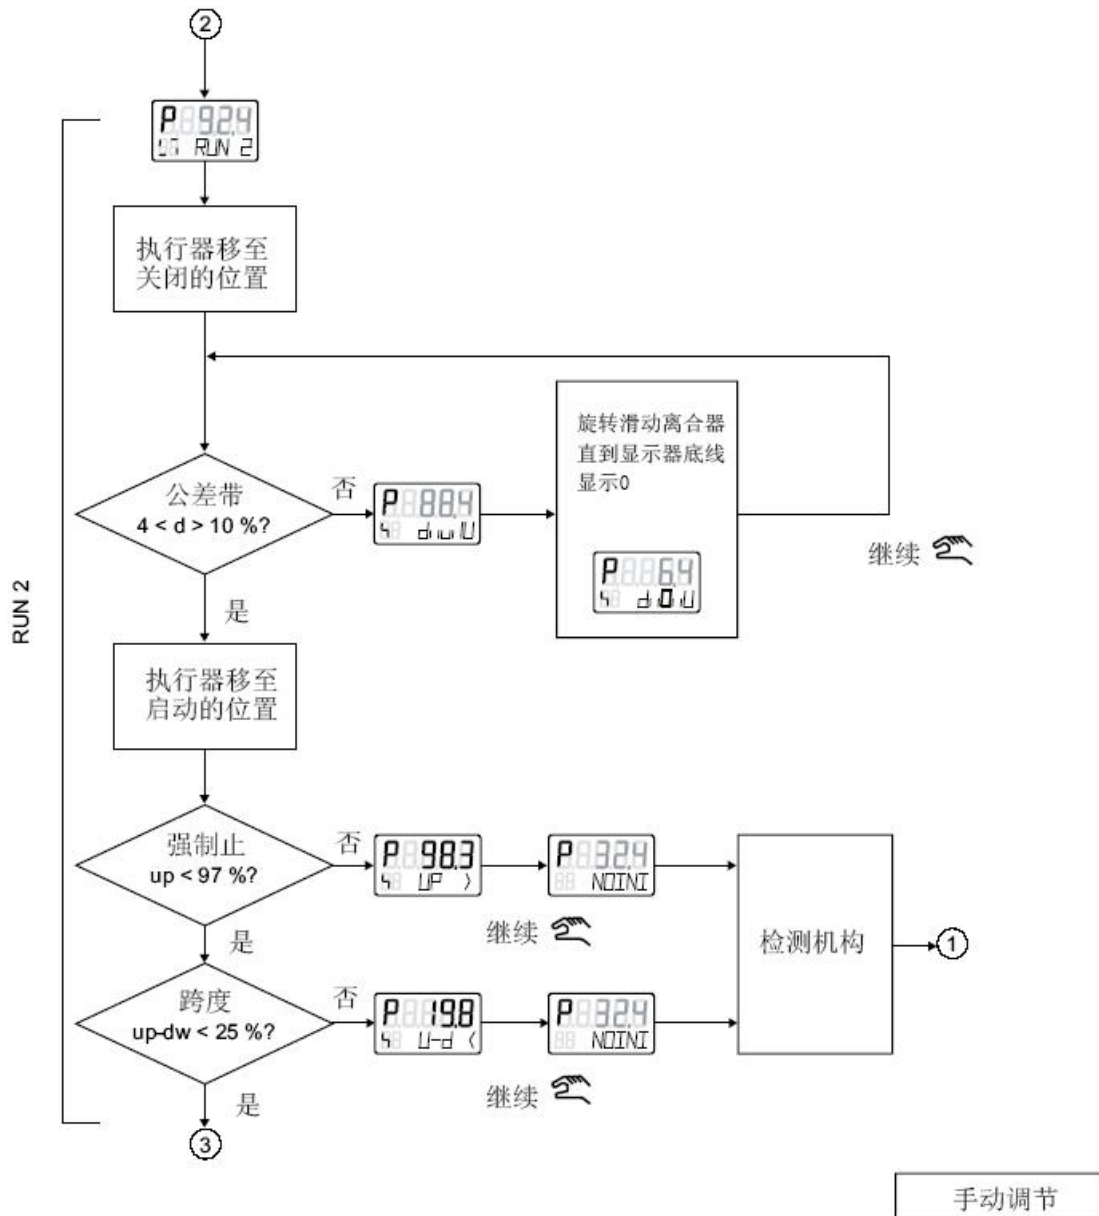 ②
P 92.4
RUN 2
执行器移至
关闭的位置
旋转滑动离合器
直到显示器底线
显示0
公差带
4 < d > 10 %?
否
P 88.4
P 6.4
继续
RUN 2
是
执行器移至
启动的位置
强制止
up < 97 %?
否
P 98.3
UP >
P 32.4
NOINI
继续
检测机构
①
是
跨度
up-dw < 25 %?
否
P 19.8
U-d <
P 32.4
NOINI
继续
是
③
手动调节